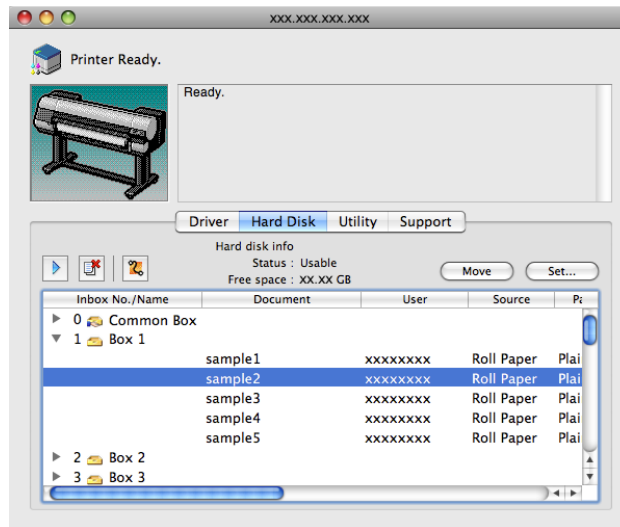 xxx.xxx.xxx.xxx
Printer Ready.
Ready.
Driver Hard Disk Utility Support
Hard disk info
Status : Usable
Free space : XX.XX GB
Move Set...
Inbox No./Name Document User Source Pa
0 Common Box
1 Box 1
sample1 xxxxxxxx Roll Paper Plai
sample2 xxxxxxxx Roll Paper Plai
sample3 xxxxxxxx Roll Paper Plai
sample4 xxxxxxxx Roll Paper Plai
sample5 xxxxxxxx Roll Paper Plai
2 Box 2
3 Box 3